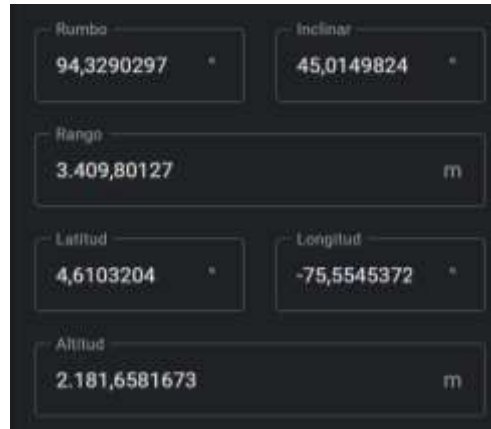 Rumbo Inclinar
94,3290297 ° 45,0149824 °
Rango
3.409,80127 m
Latitud Longitud
4,6103204 ° -75,5545372 °
Altitud
2.181,6581673 m